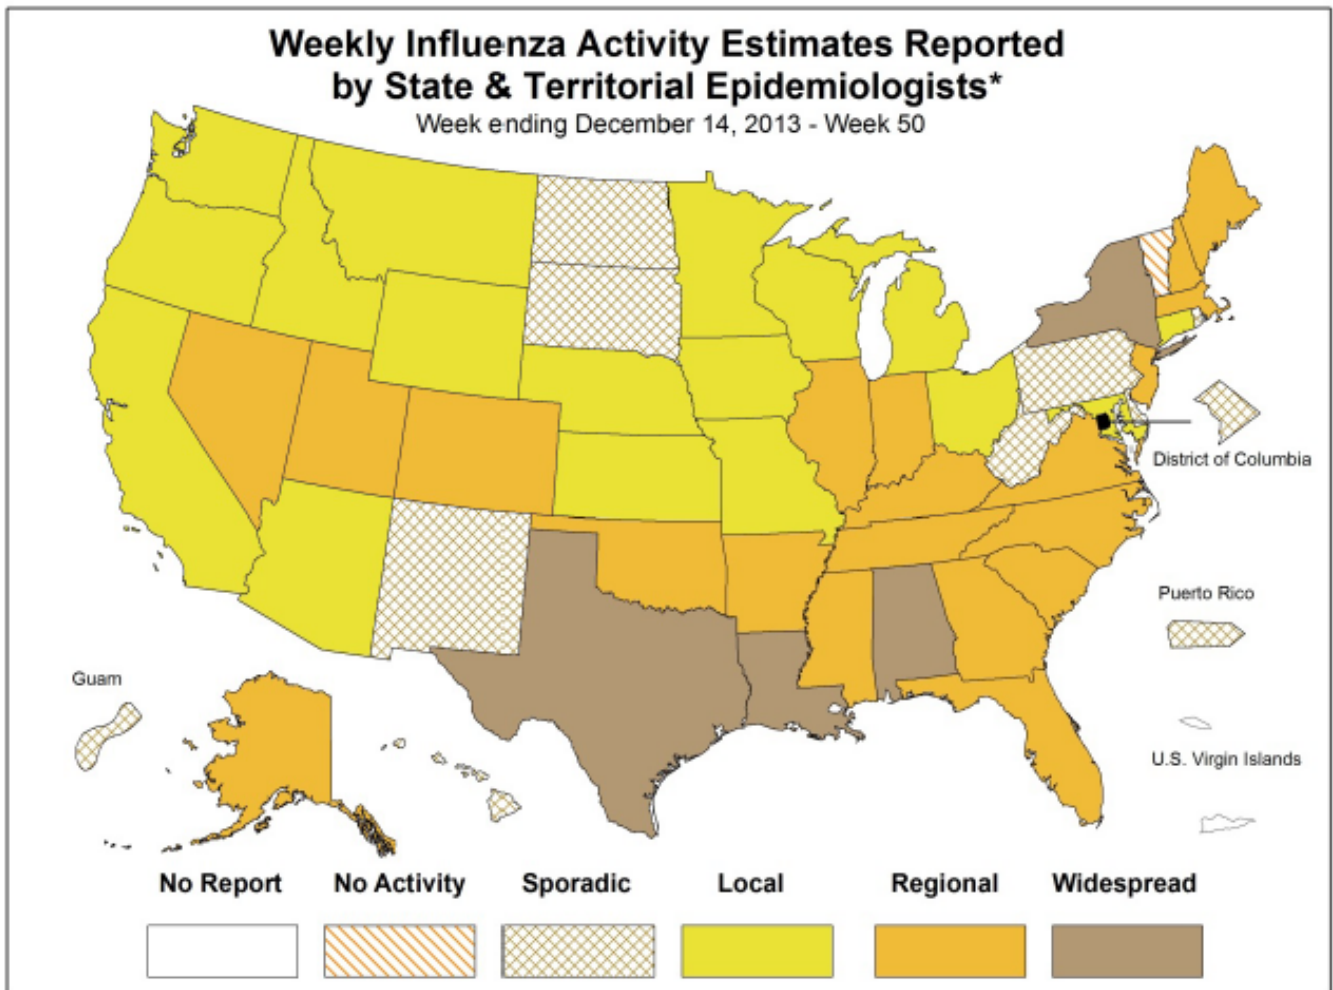 Weekly Influenza Activity Estimates Reported
by State & Territorial Epidemiologists*
Week ending December 14, 2013 - Week 50
District of Columbia
Puerto Rico
Guam
U.S. Virgin Islands
No Report
No Activity
Sporadic
Local
Regional
Widespread